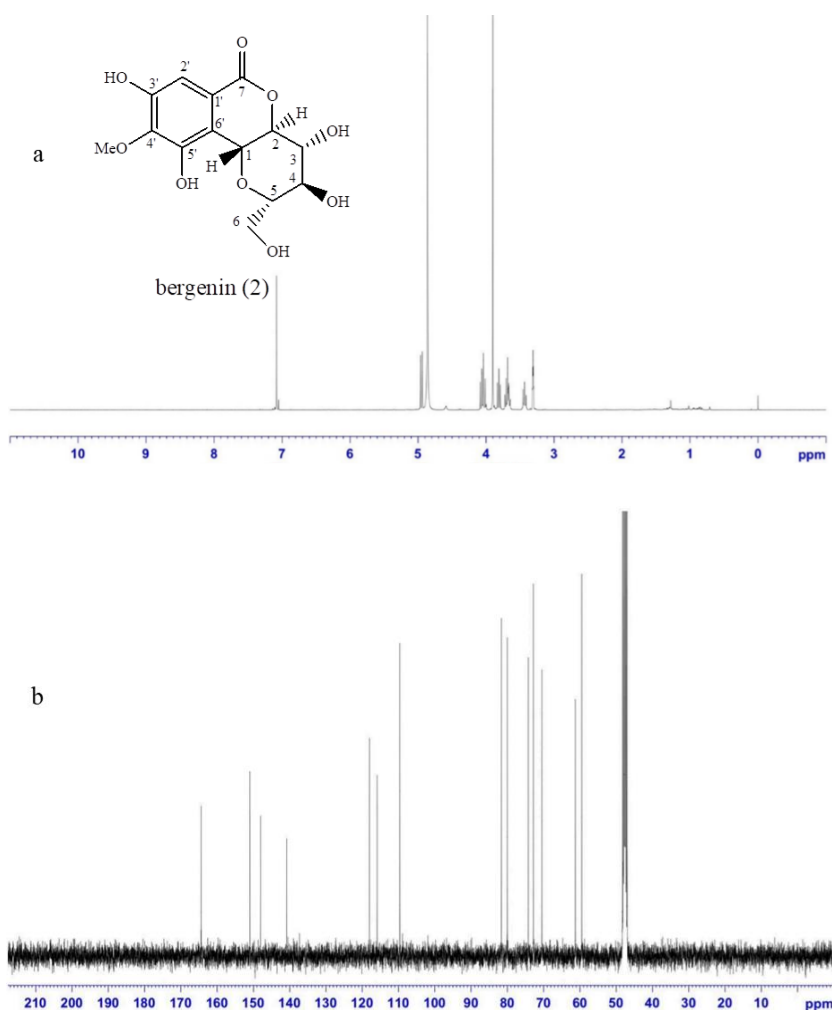 a
O
HO
3'
2'
1'
7
O
MeO
4'
6'
5'
H
2
H
1
3
OH
OH
O
5
4
OH
6
OH
bergenin (2)
10 9 8 7 6 5 4 3 2 1 0 ppm
b
210 200 190 180 170 160 150 140 130 120 110 100 90 80 70 60 50 40 30 20 10 ppm